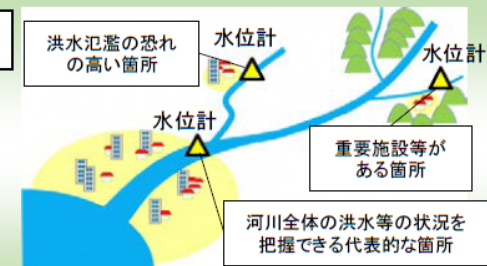 洪水氾濫の恐れ
の高い箇所
水位計
水位計
水位計
重要施設等が
ある箇所
河川全体の洪水等の状況を
把握できる代表的な箇所